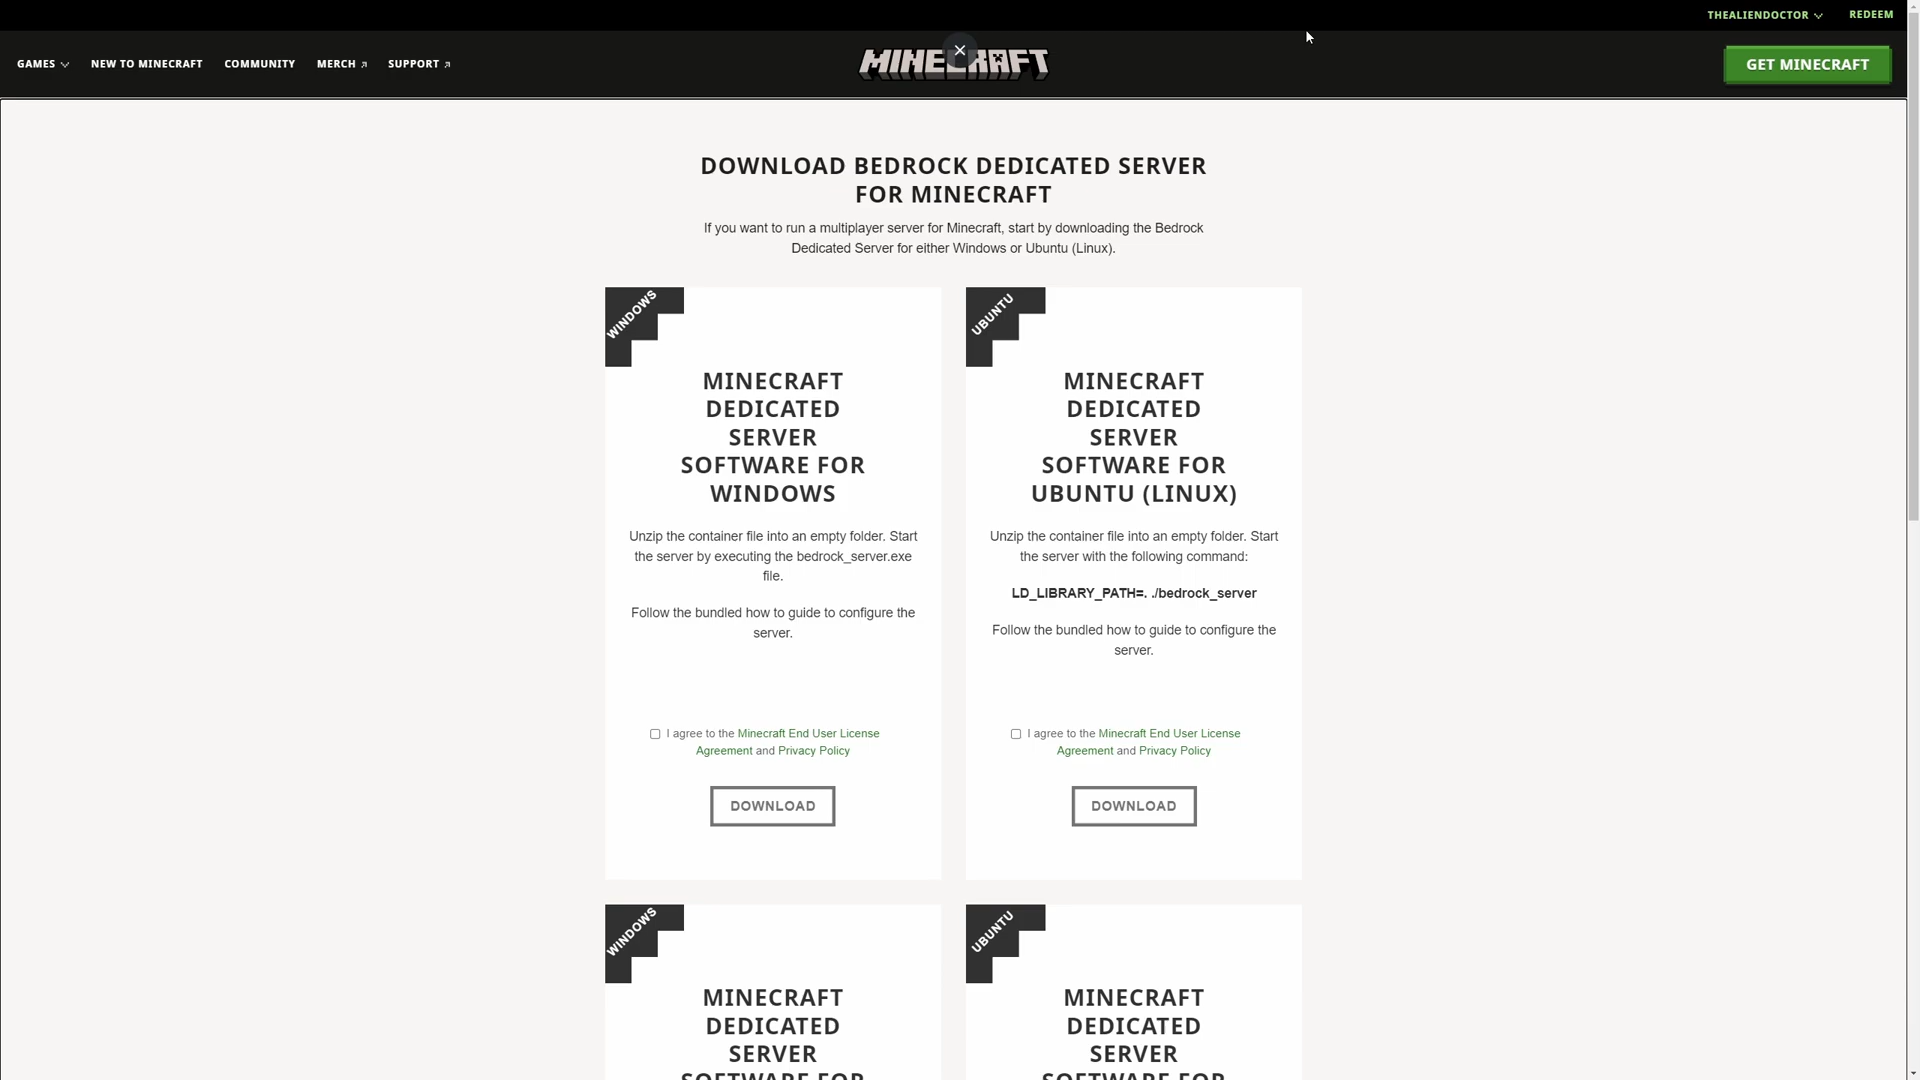 THEALIENDOCTOR
REDEEM
GAMES
NEW TO MINECRAFT
COMMUNITY
MERCH
SUPPORT
MINECRAFT
GET MINECRAFT
DOWNLOAD BEDROCK DEDICATED SERVER
FOR MINECRAFT
If you want to run a multiplayer server for Minecraft, start by downloading the Bedrock
Dedicated Server for either Windows or Ubuntu (Linux).
WINDOWS
MINECRAFT
DEDICATED
SERVER
SOFTWARE FOR
WINDOWS
Unzip the container file into an empty folder. Start
the server by executing the bedrock_server.exe
file.
Follow the bundled how to guide to configure the
server.
I agree to the Minecraft End User License
Agreement and Privacy Policy
DOWNLOAD
UBUNTU
MINECRAFT
DEDICATED
SERVER
SOFTWARE FOR
UBUNTU (LINUX)
Unzip the container file into an empty folder. Start
the server with the following command:
LD_LIBRARY_PATH=. ./bedrock_server
Follow the bundled how to guide to configure the
server.
I agree to the Minecraft End User License
Agreement and Privacy Policy
DOWNLOAD
WINDOWS
MINECRAFT
DEDICATED
SERVER
SOFTWARE FOR
UBUNTU
MINECRAFT
DEDICATED
SERVER
SOFTWARE FOR